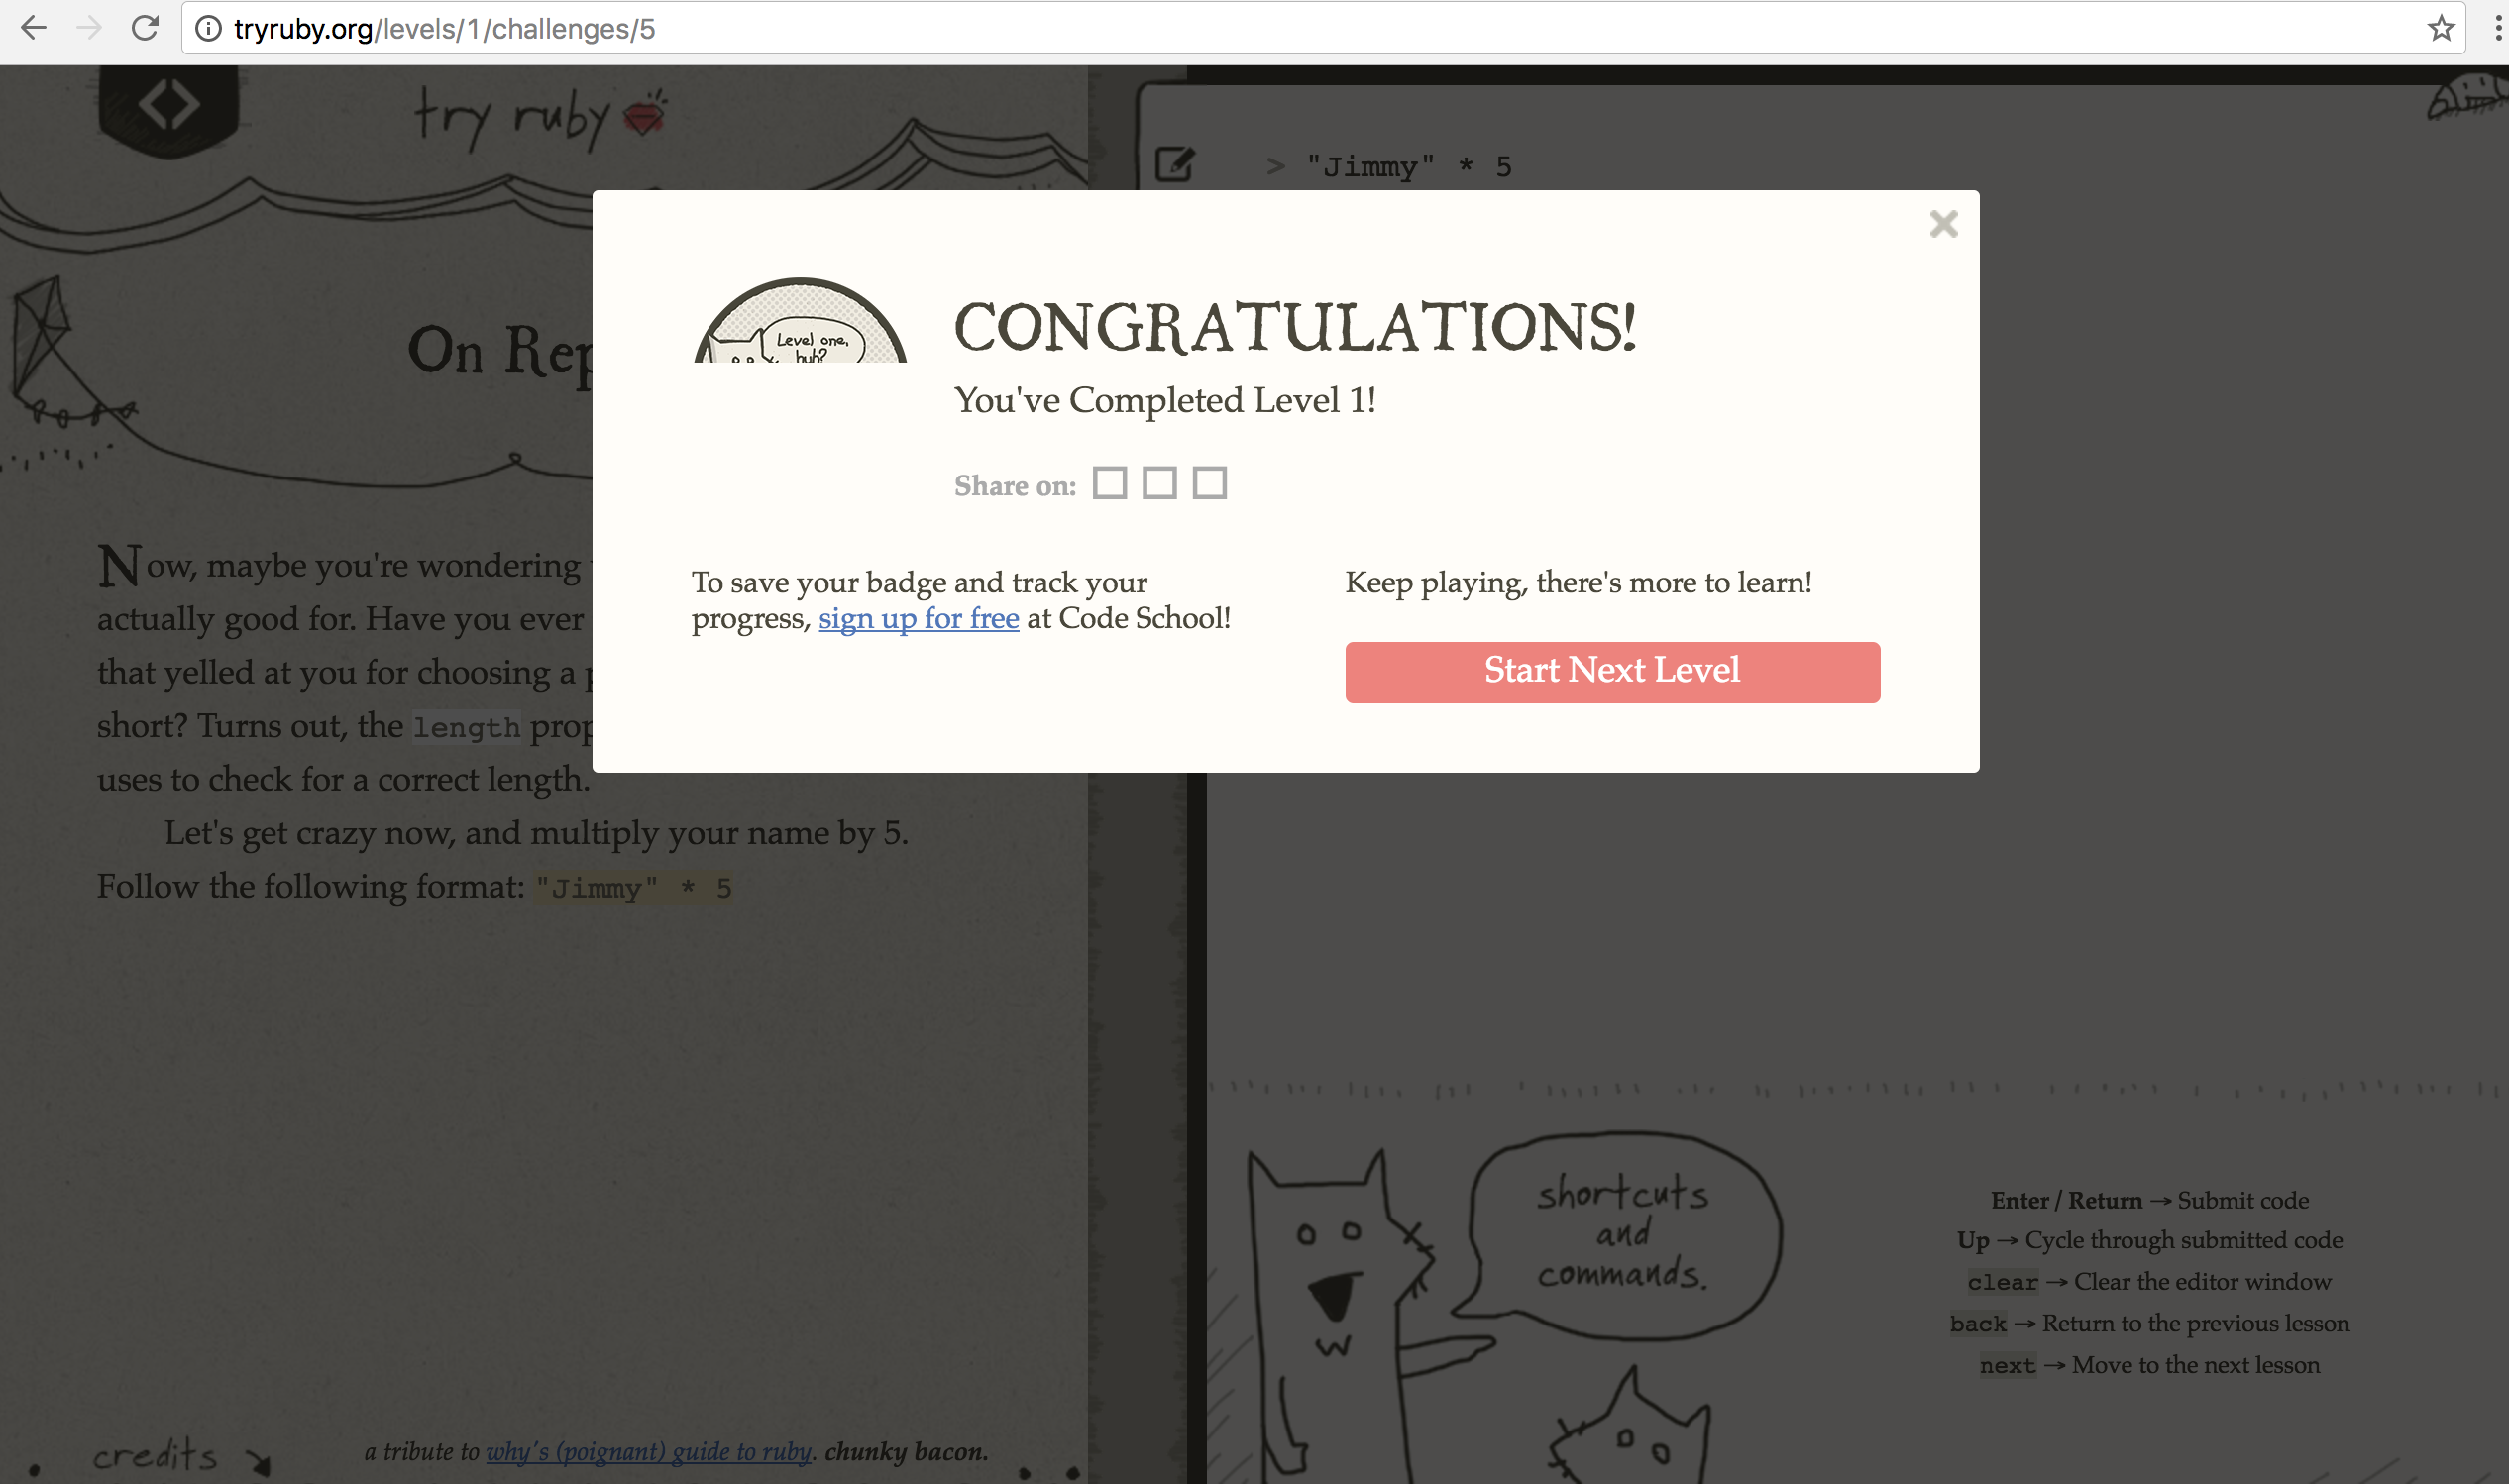 tryruby.org/levels/1/challenges/5
try ruby
> "Jimmy" * 5
On Rep
Level one,
huh?
CONGRATULATIONS!
You've Completed Level 1!
Share on:
To save your badge and track your
progress, sign up for free at Code School!
Keep playing, there's more to learn!
Start Next Level
Now, maybe you're wondering
actually good for. Have you ever
that yelled at you for choosing a p
short? Turns out, the length prop
uses to check for a correct length.
Let's get crazy now, and multiply your name by 5.
Follow the following format: "Jimmy" * 5
shortcuts
and
commands.
Enter / Return → Submit code
Up → Cycle through submitted code
clear → Clear the editor window
back → Return to the previous lesson
next → Move to the next lesson
credits
a tribute to why's (poignant) guide to ruby. chunky bacon.